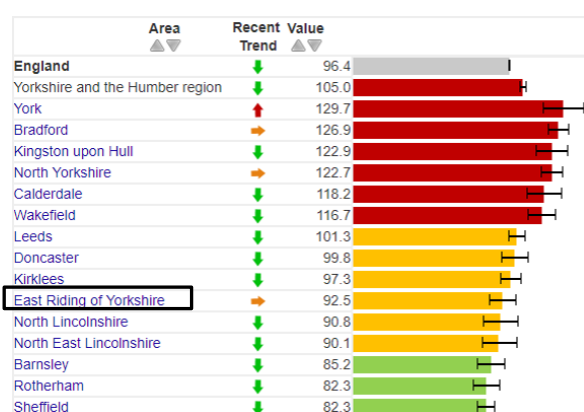 Area Recent Trend Value
England 96.4
Yorkshire and the Humber region 105.0
York 129.7
Bradford 126.9
Kingston upon Hull 122.9
North Yorkshire 122.7
Calderdale 118.2
Wakefield 116.7
Leeds 101.3
Doncaster 99.8
Kirklees 97.3
East Riding of Yorkshire 92.5
North Lincolnshire 90.8
North East Lincolnshire 90.1
Barnsley 85.2
Rotherham 82.3
Sheffield 82.3